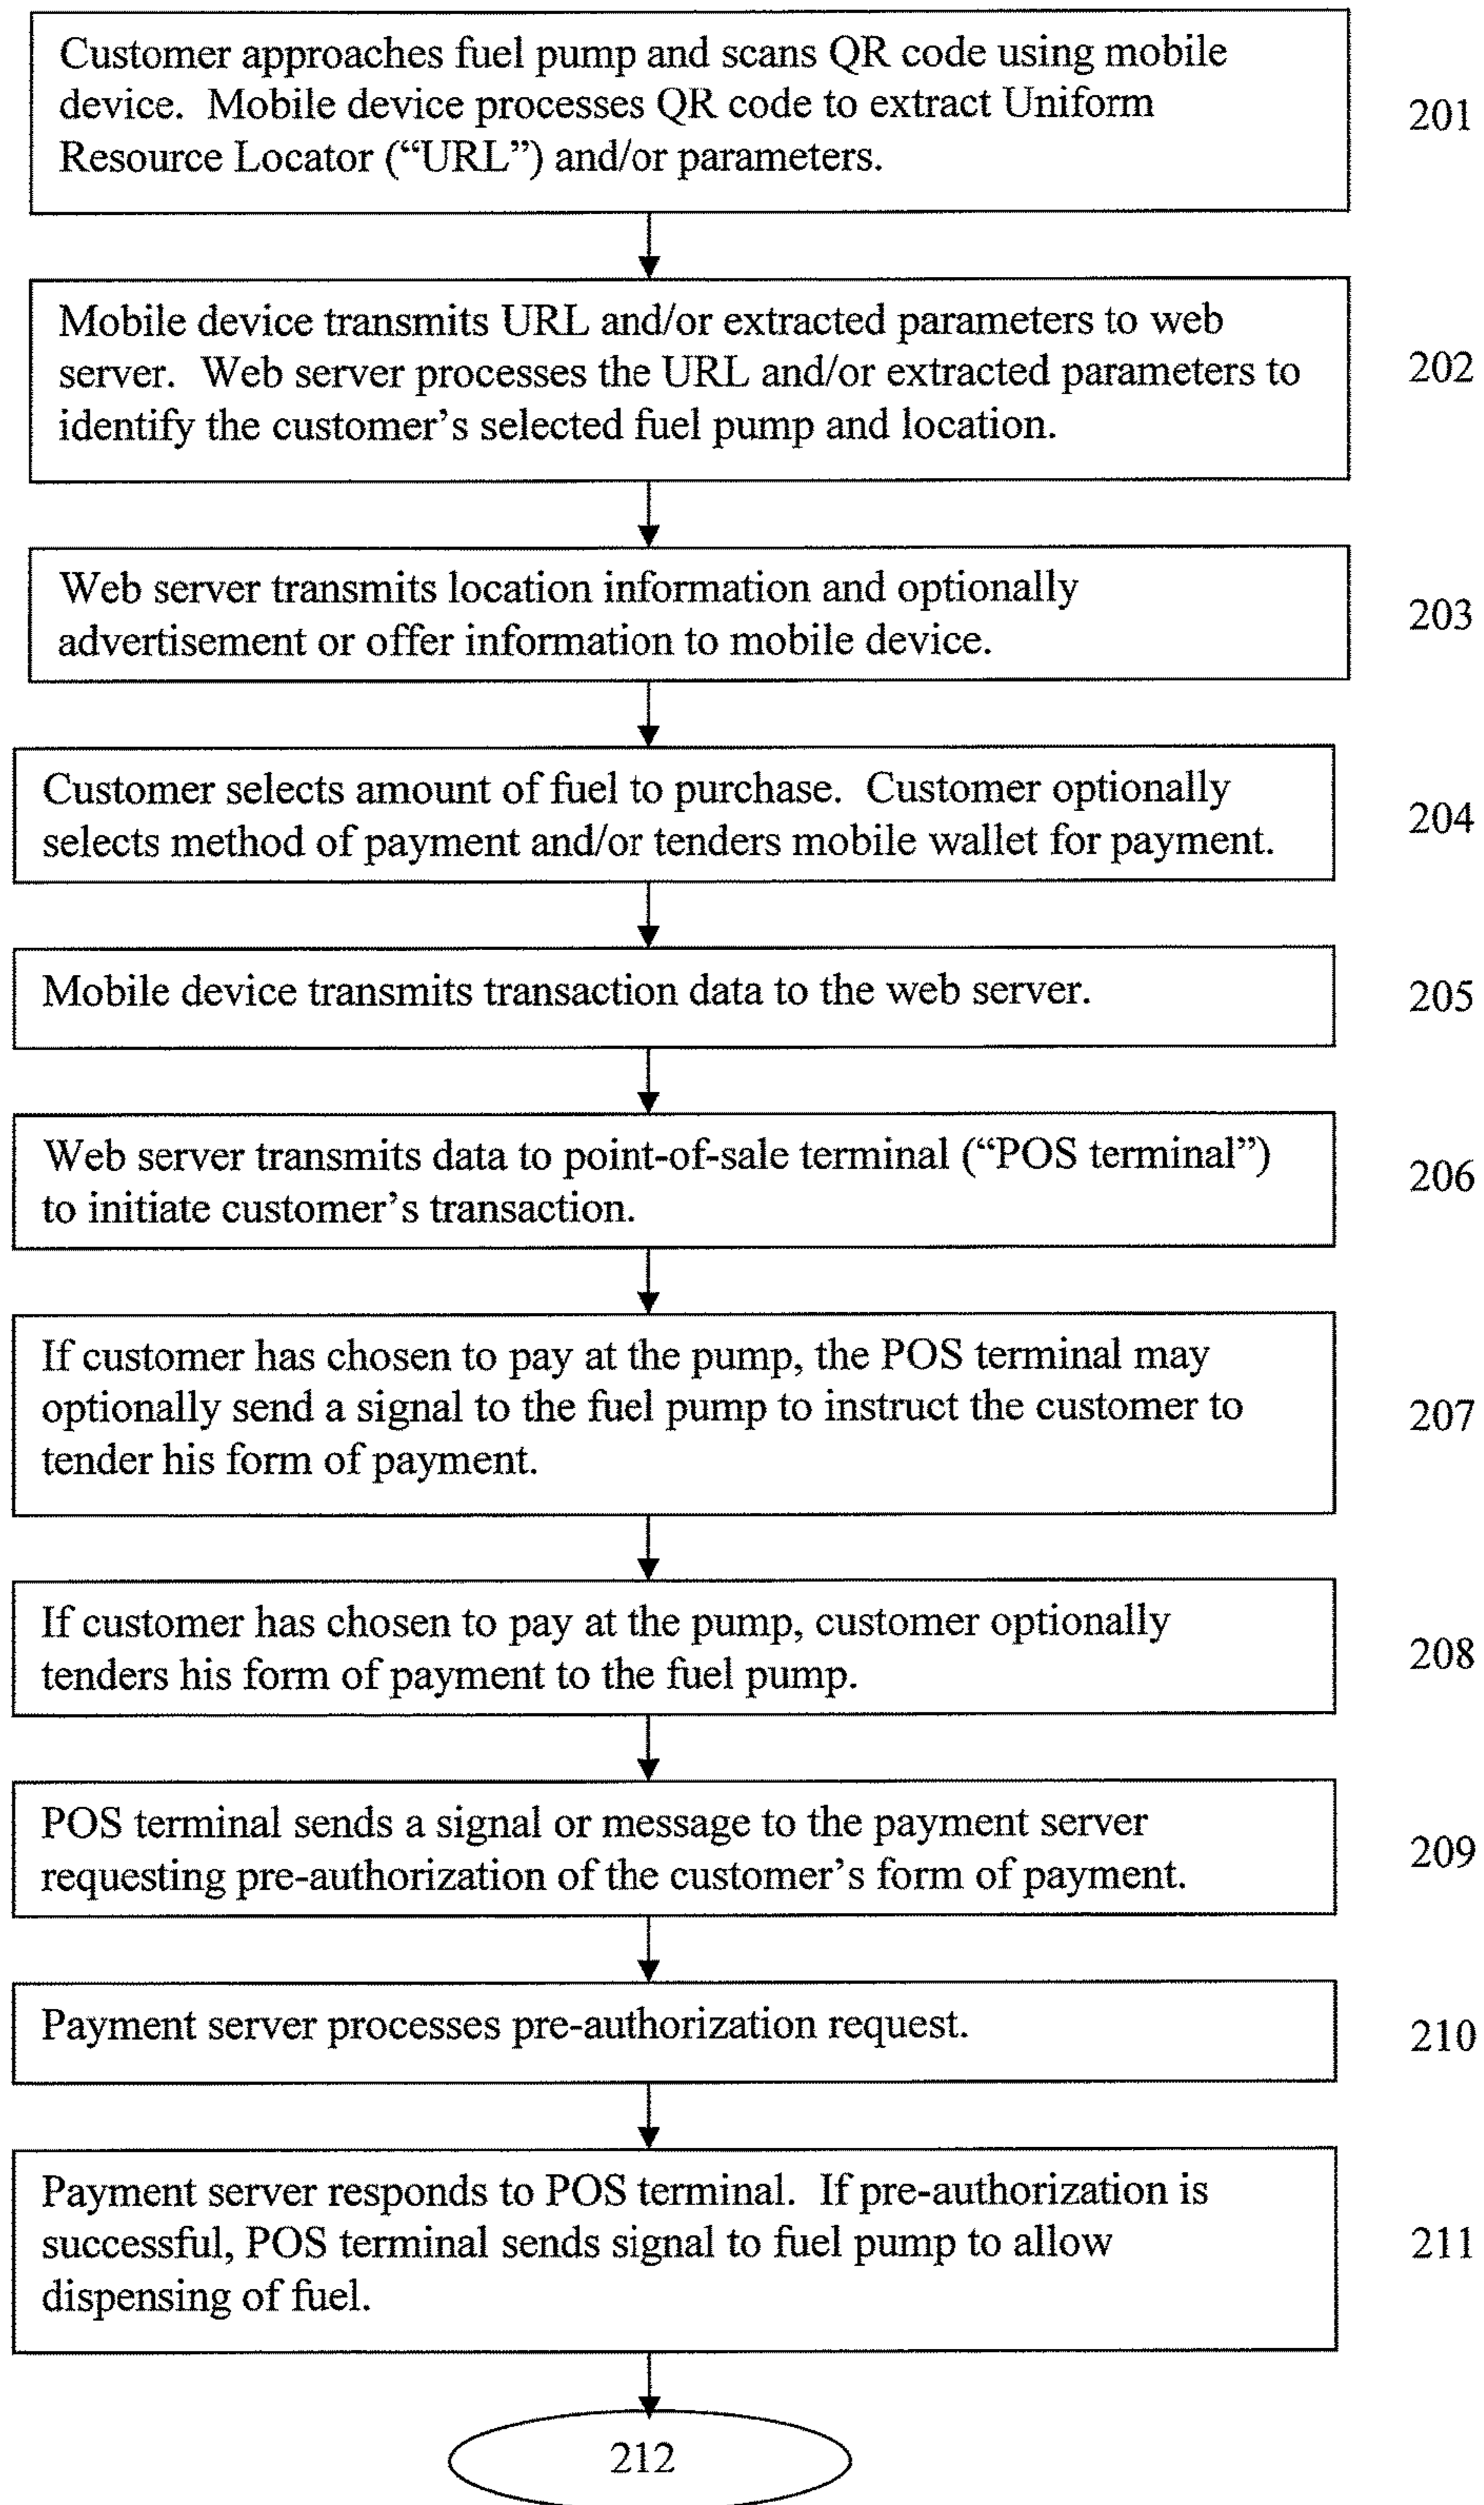 Customer approaches fuel pump and scans QR code using mobile
device. Mobile device processes QR code to extract Uniform
Resource Locator (“URL”) and/or parameters.
201
Mobile device transmits URL and/or extracted parameters to web
server. Web server processes the URL and/or extracted parameters to
identify the customer’s selected fuel pump and location.
202
Web server transmits location information and optionally
advertisement or offer information to mobile device.
203
Customer selects amount of fuel to purchase. Customer optionally
selects method of payment and/or tenders mobile wallet for payment.
204
Mobile device transmits transaction data to the web server.
205
Web server transmits data to point-of-sale terminal (“POS terminal”)
to initiate customer’s transaction.
206
If customer has chosen to pay at the pump, the POS terminal may
optionally send a signal to the fuel pump to instruct the customer to
tender his form of payment.
207
If customer has chosen to pay at the pump, customer optionally
tenders his form of payment to the fuel pump.
208
POS terminal sends a signal or message to the payment server
requesting pre-authorization of the customer’s form of payment.
209
Payment server processes pre-authorization request.
210
Payment server responds to POS terminal. If pre-authorization is
successful, POS terminal sends signal to fuel pump to allow
dispensing of fuel.
211
212